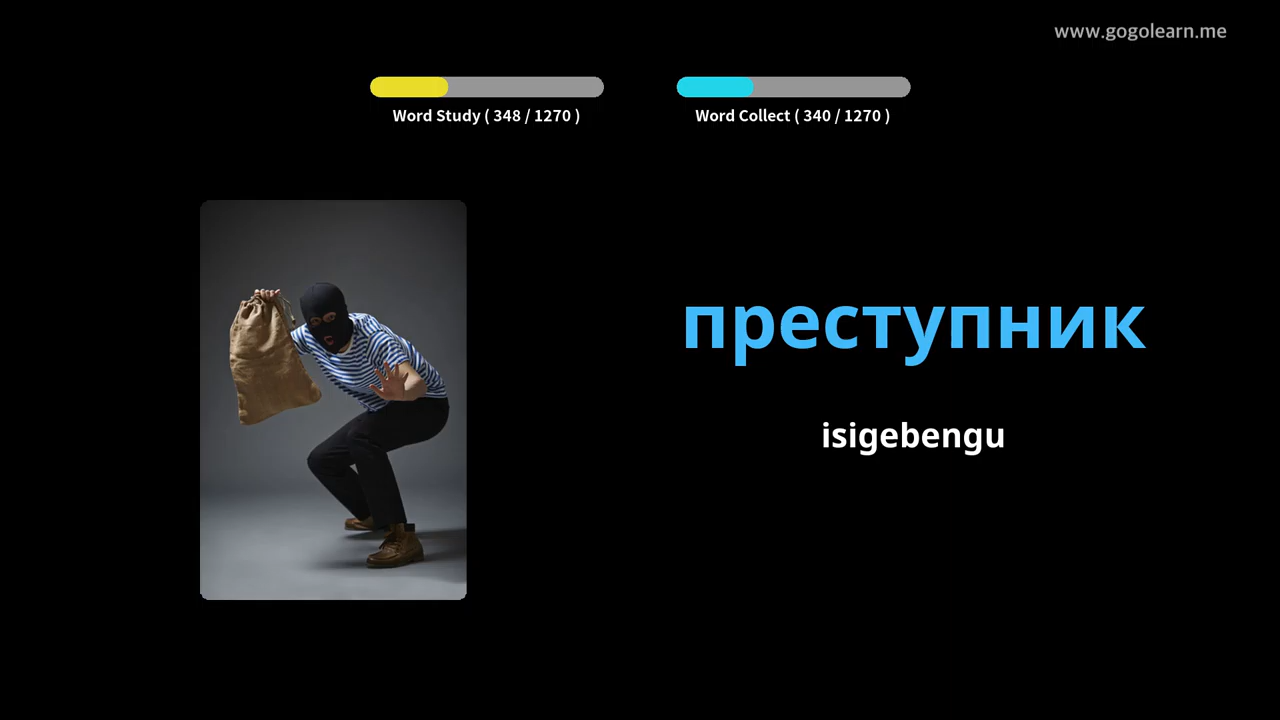 www.gogolearn.me
Word Study ( 348 / 1270 )
Word Collect ( 340 / 1270 )
преступник
isigebengu